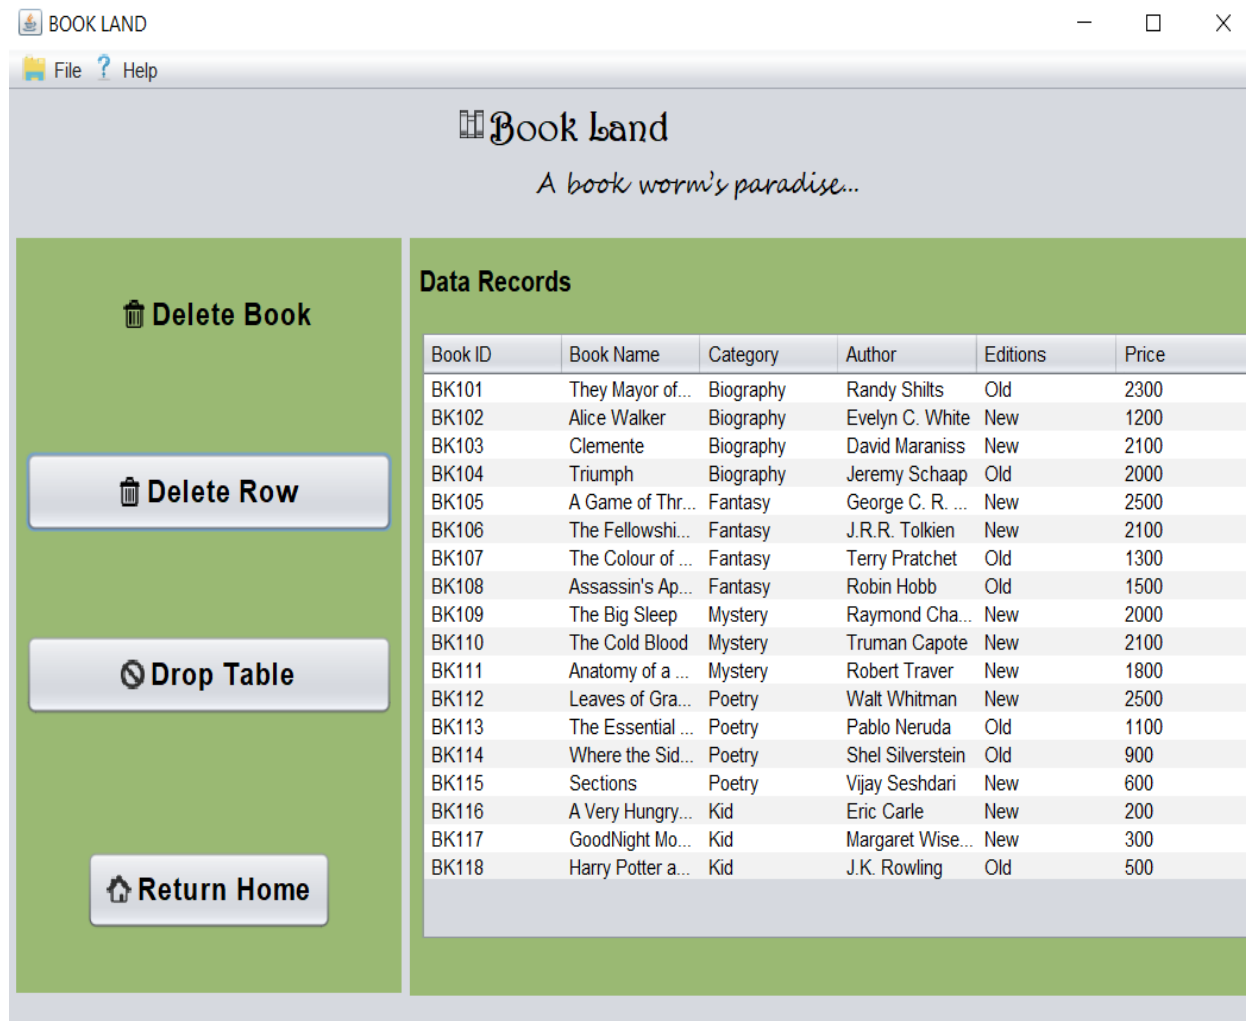 BOOK LAND
File Help
Book Land
A book worm's paradise...
Delete Book
Delete Row
Drop Table
Return Home
Data Records
Book ID Book Name Category Author Editions Price
BK101 They Mayor of... Biography Randy Shilts Old 2300
BK102 Alice Walker Biography Evelyn C. White New 1200
BK103 Clemente Biography David Maraniss New 2100
BK104 Triumph Biography Jeremy Schaap Old 2000
BK105 A Game of Thr... Fantasy George C. R. ... New 2500
BK106 The Fellowshi... Fantasy J.R.R. Tolkien New 2100
BK107 The Colour of ... Fantasy Terry Pratchet Old 1300
BK108 Assassin's Ap... Fantasy Robin Hobb Old 1500
BK109 The Big Sleep Mystery Raymond Cha... New 2000
BK110 The Cold Blood Mystery Truman Capote New 2100
BK111 Anatomy of a ... Mystery Robert Traver New 1800
BK112 Leaves of Gra... Poetry Walt Whitman New 2500
BK113 The Essential ... Poetry Pablo Neruda Old 1100
BK114 Where the Sid... Poetry Shel Silverstein Old 900
BK115 Sections Poetry Vijay Seshdari New 600
BK116 A Very Hungry... Kid Eric Carle New 200
BK117 GoodNight Mo... Kid Margaret Wise... New 300
BK118 Harry Potter a... Kid J.K. Rowling Old 500